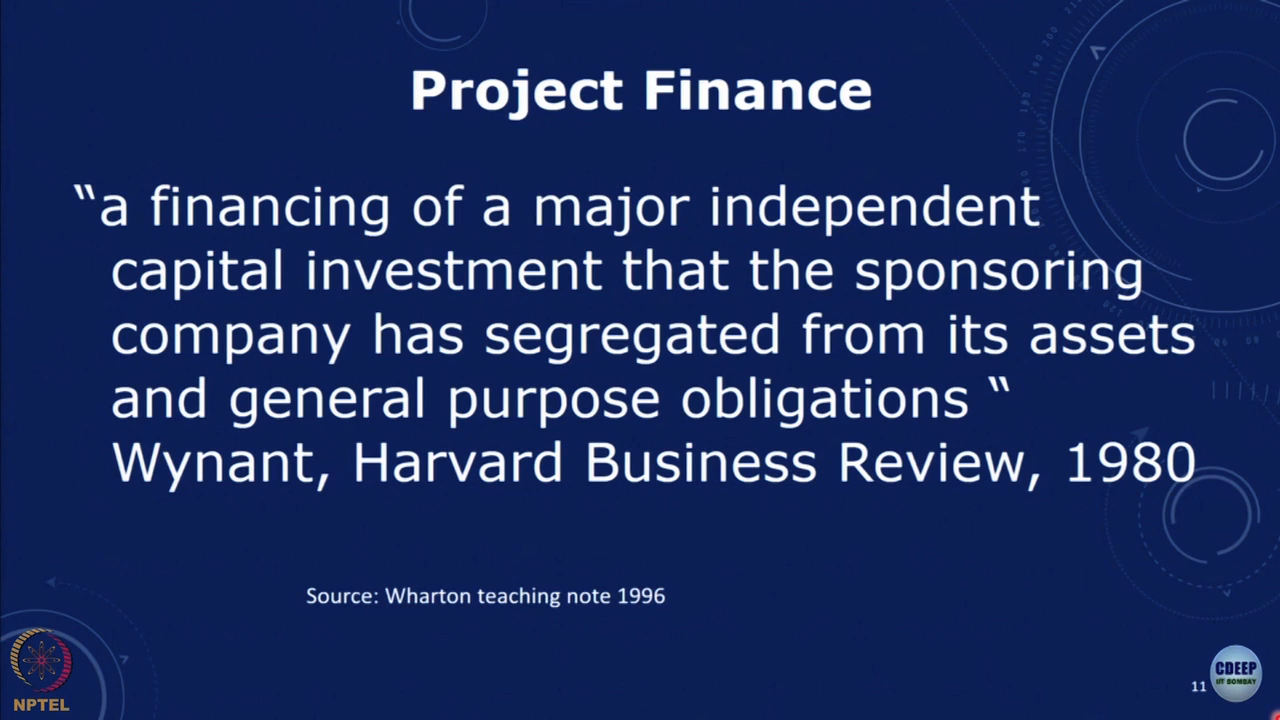 Project Finance
“a financing of a major independent
capital investment that the sponsoring
company has segregated from its assets
and general purpose obligations “
Wynant, Harvard Business Review, 1980
Source: Wharton teaching note 1996
NPTEL
11
CDEEP
IIT BOMBAY